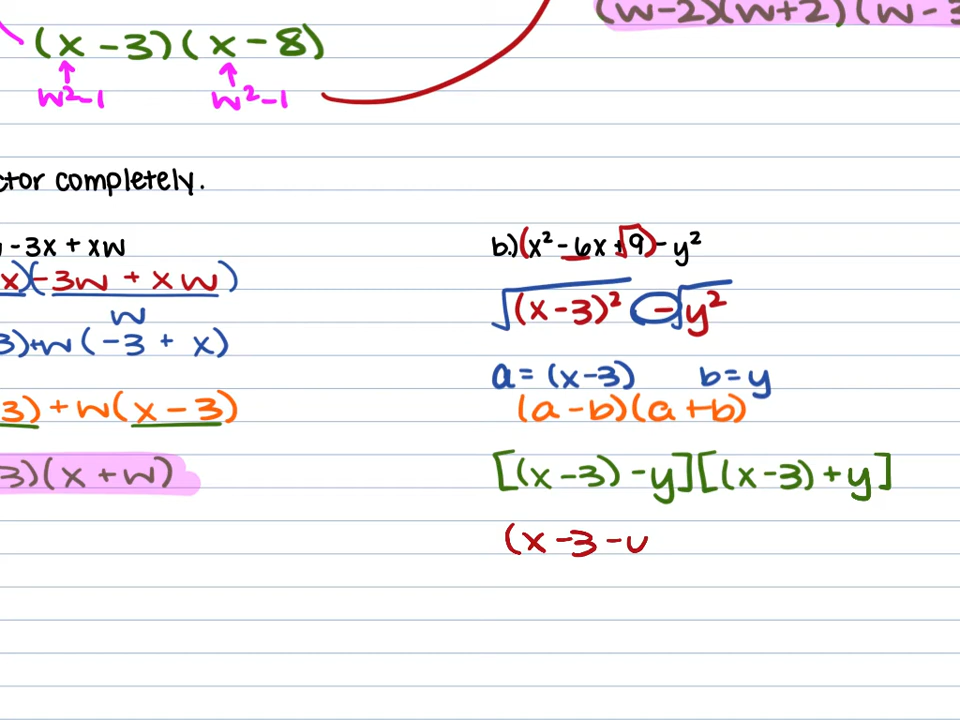 (w-2)(w+2)(w-3
(x-3)(x-8)
w²-1 w²-1
ctor completely.
- 3x + xw
x)(-3w + xw)
w
3)+w(-3 + x)
3)+w(x-3)
3)(x+w)
b.) (x² - 6x + √9) - y²
√(x-3)² - √y²
a = (x-3) b = y
(a-b)(a+b)
[(x-3)-y][(x-3)+y]
(x-3-